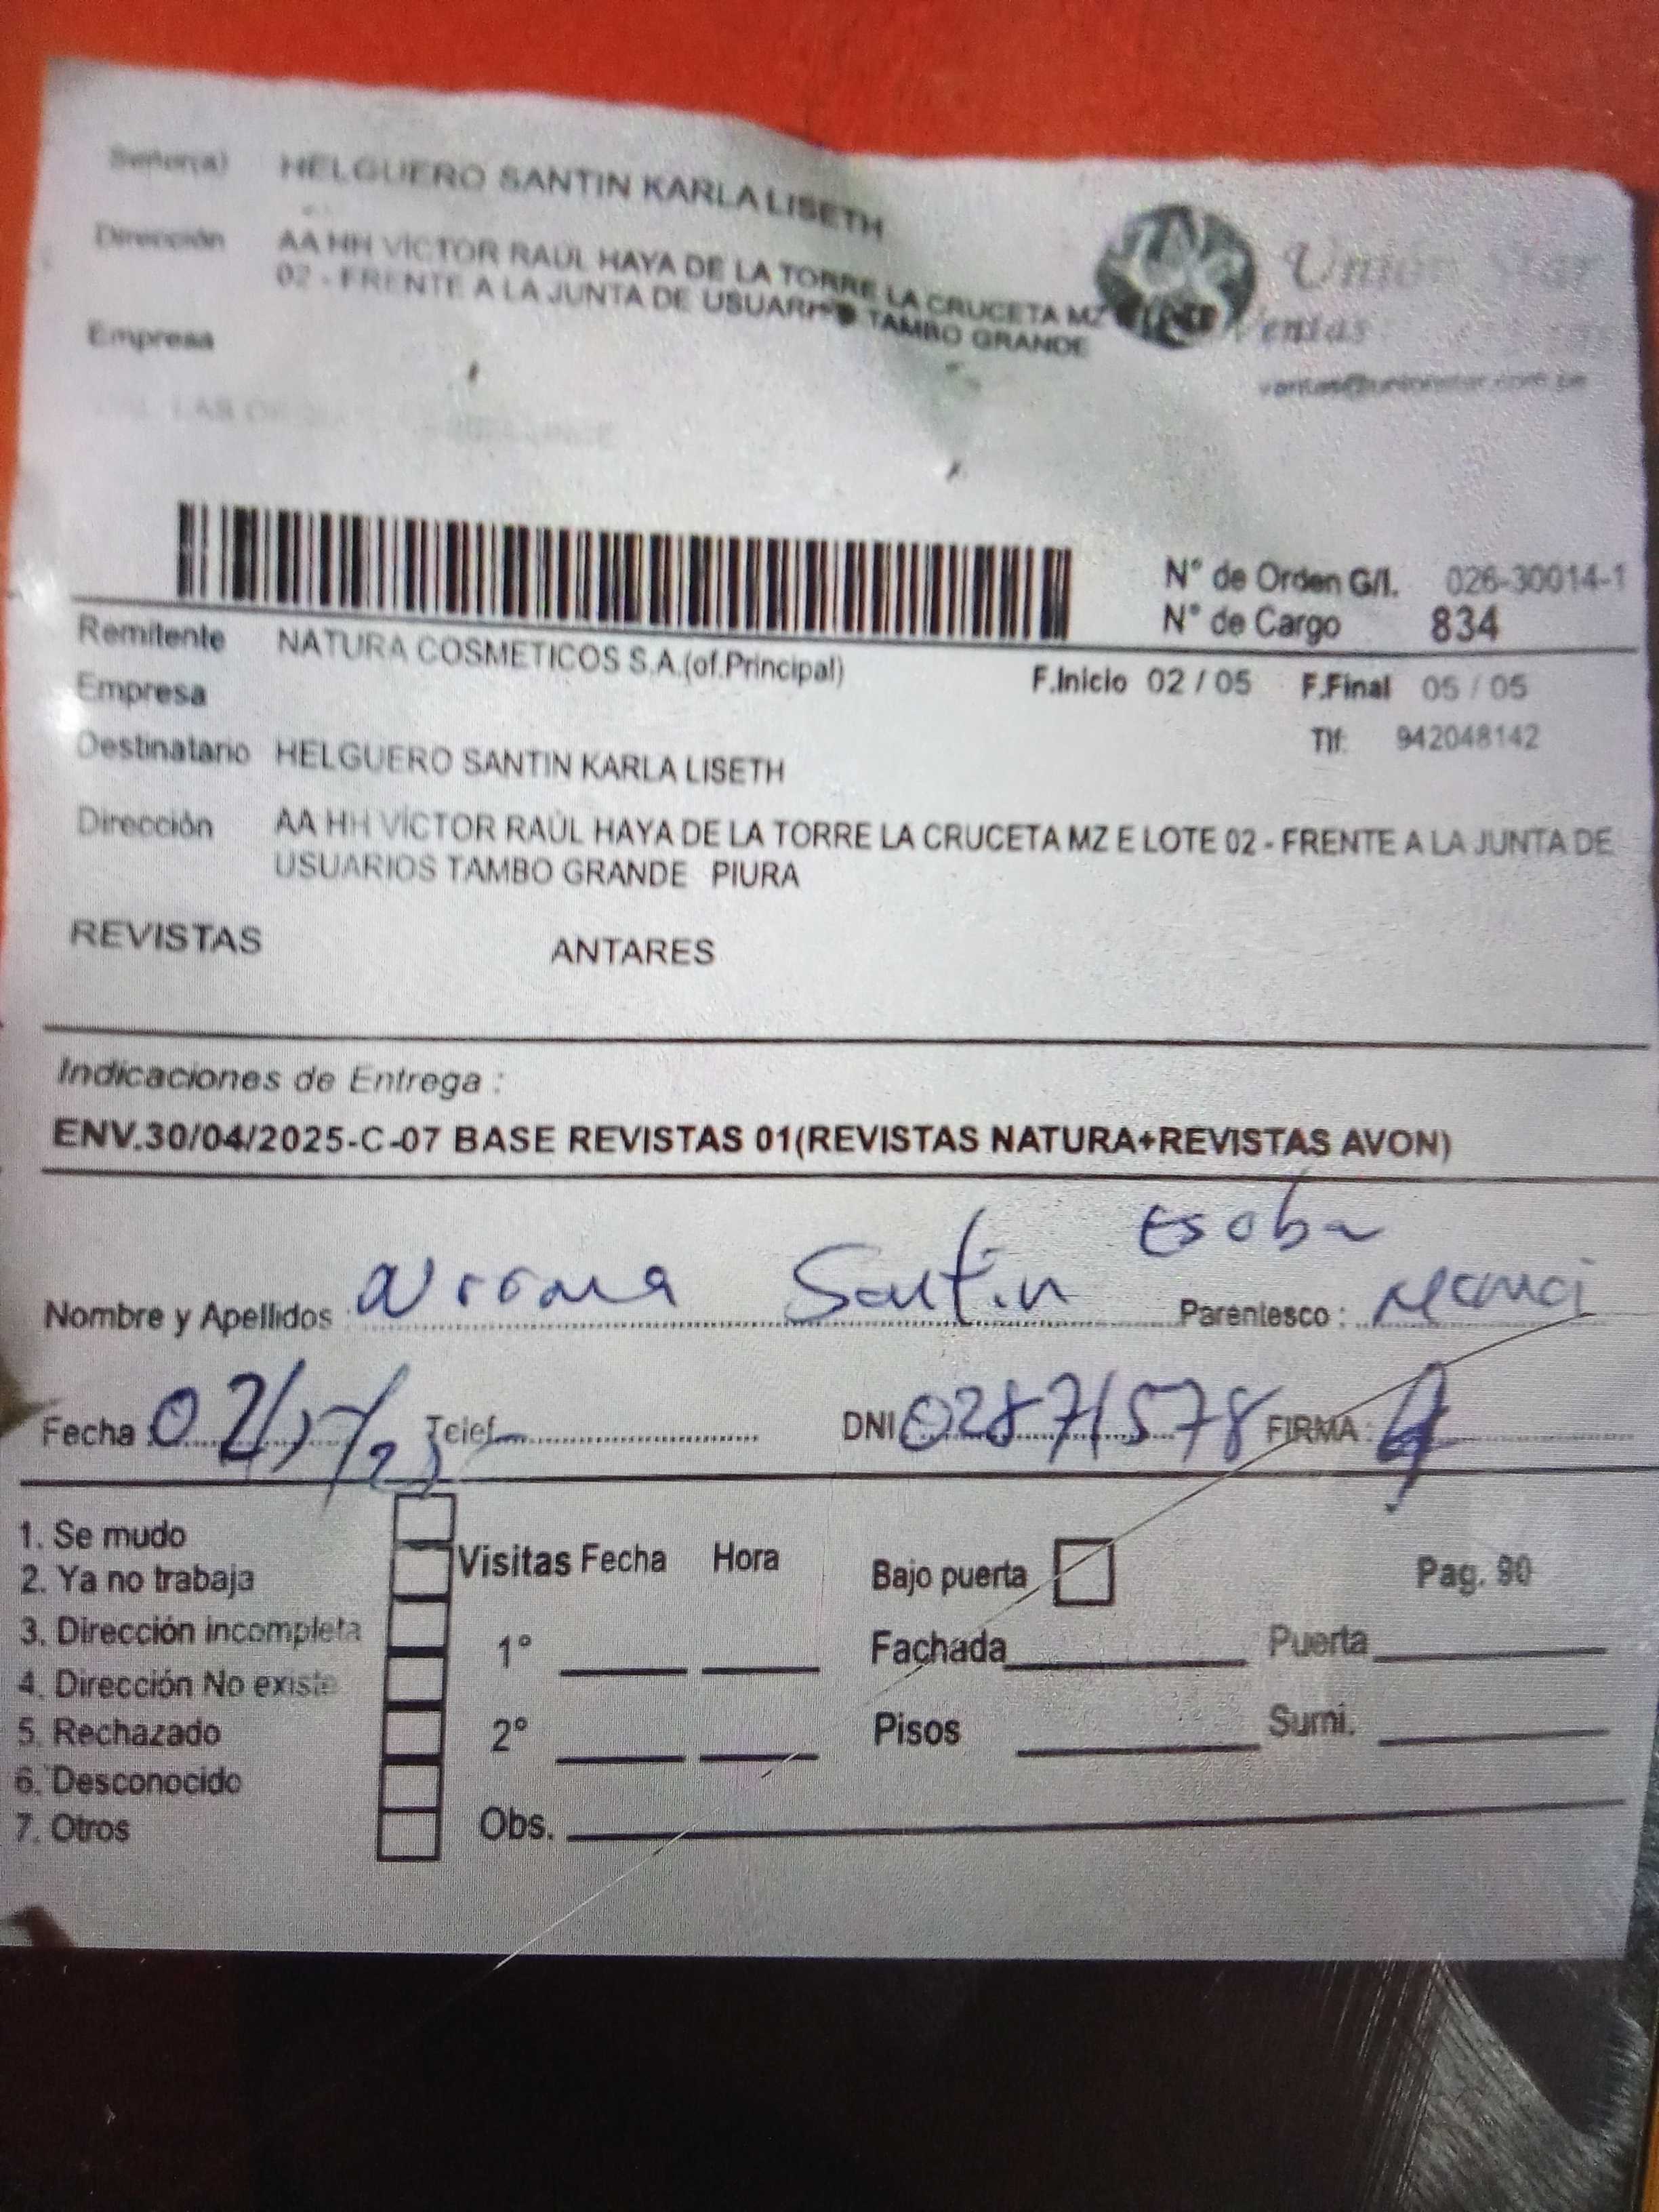 Señor(a) HELGUERO SANTIN KARLA LISETH
Dirección AA HH VÍCTOR RAÚL HAYA DE LA TORRE LA CRUCETA MZ
02 - FRENTE A LA JUNTA DE USUARI TAMBO GRANDE
Union Star
Ventas
Empresa
ventas@unionstar.com.pe
N° de Orden G/I. 026-30014-1
N° de Cargo 834
Remitente NATURA COSMETICOS S.A.(of.Principal)
F.Inicio 02 / 05 F.Final 05 / 05
Empresa
Tlf: 942048142
Destinatario HELGUERO SANTIN KARLA LISETH
Dirección AA HH VÍCTOR RAÚL HAYA DE LA TORRE LA CRUCETA MZ E LOTE 02 - FRENTE A LA JUNTA DE
USUARIOS TAMBO GRANDE PIURA
REVISTAS ANTARES
Indicaciones de Entrega :
ENV.30/04/2025-C-07 BASE REVISTAS 01(REVISTAS NATURA+REVISTAS AVON)
Nombre y Apellidos : Santin Parentesco :
Fecha : Telef. DNI 02871578 FIRMA :
1. Se mudo
2. Ya no trabaja
3. Dirección incompleta
4. Dirección No existe
5. Rechazado
6. Desconocido
7. Otros
Visitas Fecha Hora
1°
2°
Obs.
Bajo puerta Pag. 90
Fachada Puerta
Pisos Sumi.